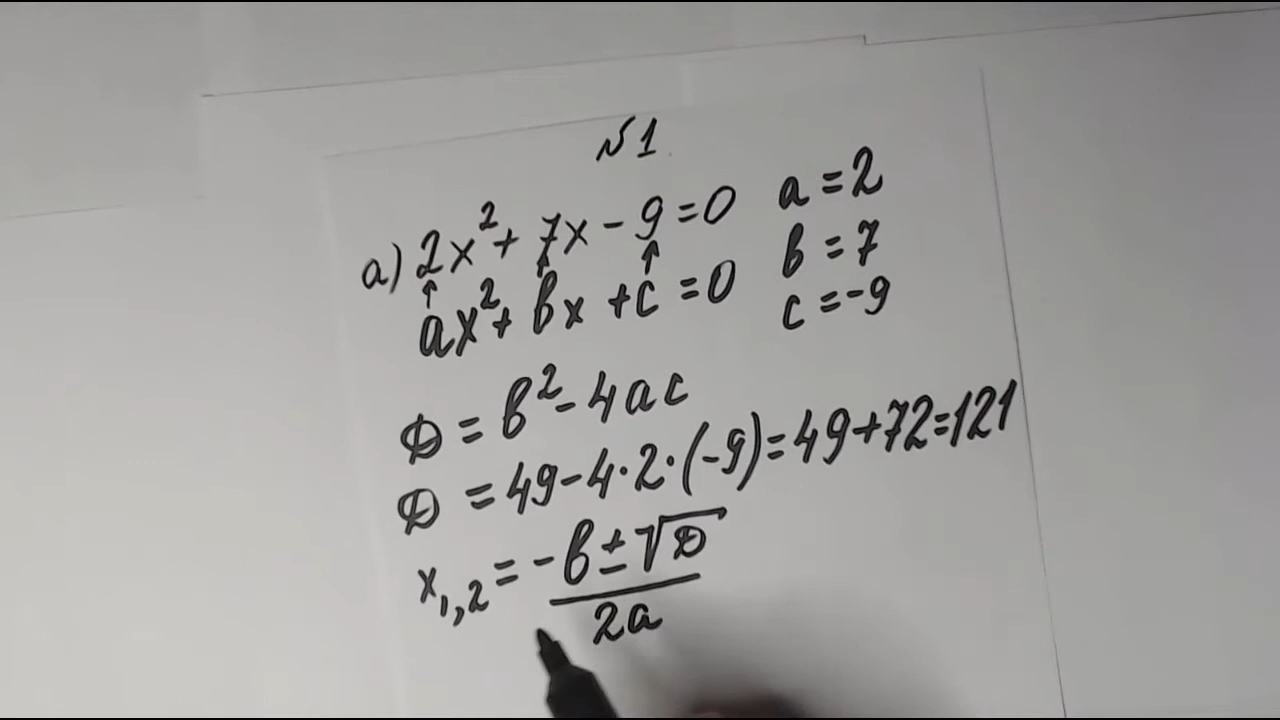 №1
а) 2x² + 7x - 9 = 0   a = 2
ax² + bx + c = 0   b = 7
c = -9
D = b² - 4ac
D = 49 - 4·2·(-9) = 49 + 72 = 121
x₁,₂ = (-b ± √D) / 2a